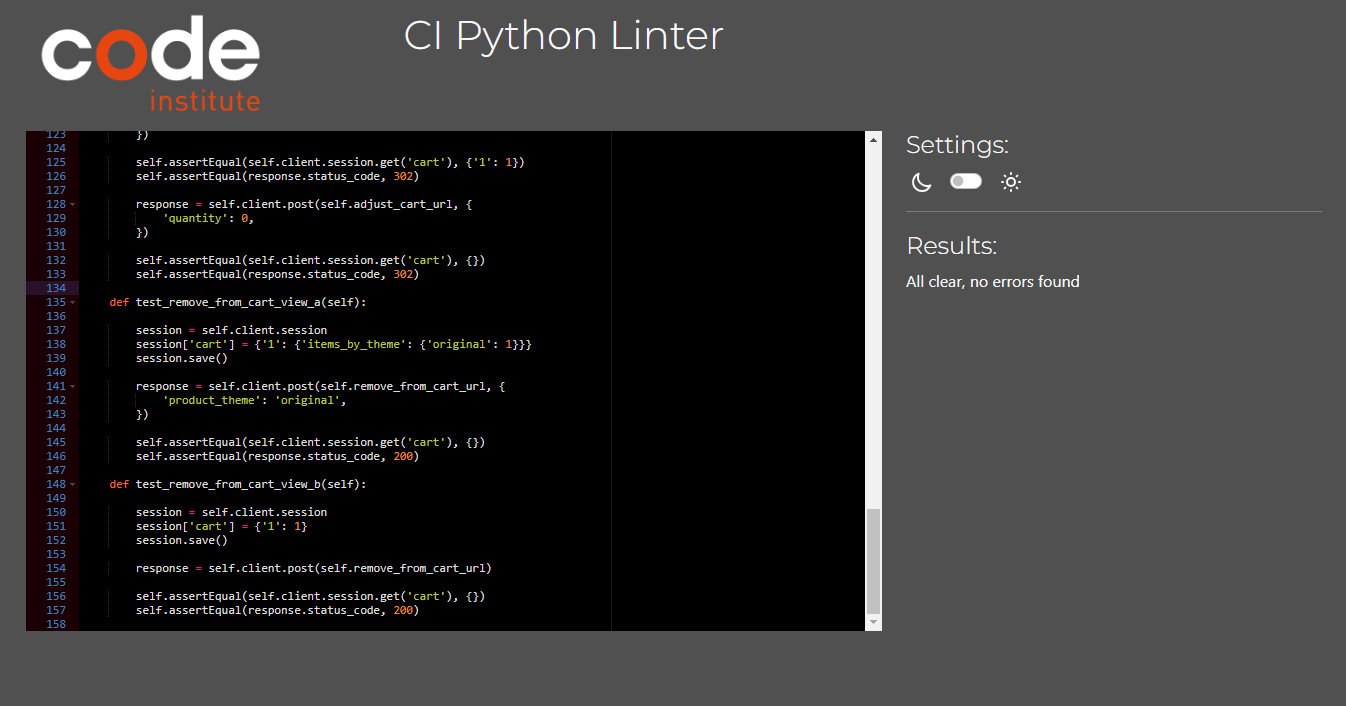 code
institute
CI Python Linter
123 })
124
125 self.assertEqual(self.client.session.get('cart'), {'1': 1})
126 self.assertEqual(response.status_code, 302)
127
128 response = self.client.post(self.adjust_cart_url, {
129 'quantity': 0,
130 })
131
132 self.assertEqual(self.client.session.get('cart'), {})
133 self.assertEqual(response.status_code, 302)
134
135 def test_remove_from_cart_view_a(self):
136
137 session = self.client.session
138 session['cart'] = {'1': {'items_by_theme': {'original': 1}}}
139 session.save()
140
141 response = self.client.post(self.remove_from_cart_url, {
142 'product_theme': 'original',
143 })
144
145 self.assertEqual(self.client.session.get('cart'), {})
146 self.assertEqual(response.status_code, 200)
147
148 def test_remove_from_cart_view_b(self):
149
150 session = self.client.session
151 session['cart'] = {'1': 1}
152 session.save()
153
154 response = self.client.post(self.remove_from_cart_url)
155
156 self.assertEqual(self.client.session.get('cart'), {})
157 self.assertEqual(response.status_code, 200)
158
Settings:
Results:
All clear, no errors found